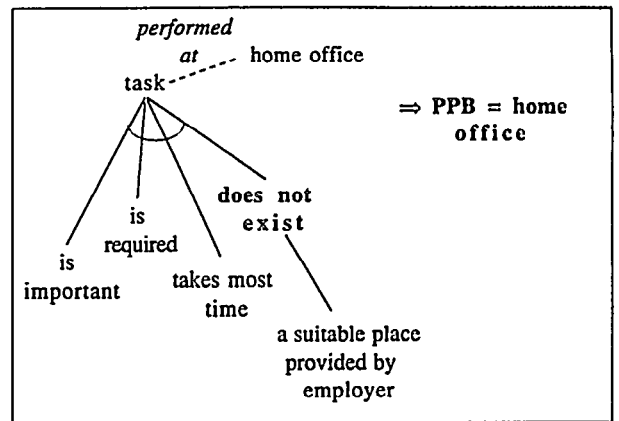 performed
at
home office
task
⇒ PPB = home
office
does not
exist
is
required
is
important
takes most
time
a suitable place
provided by
employer